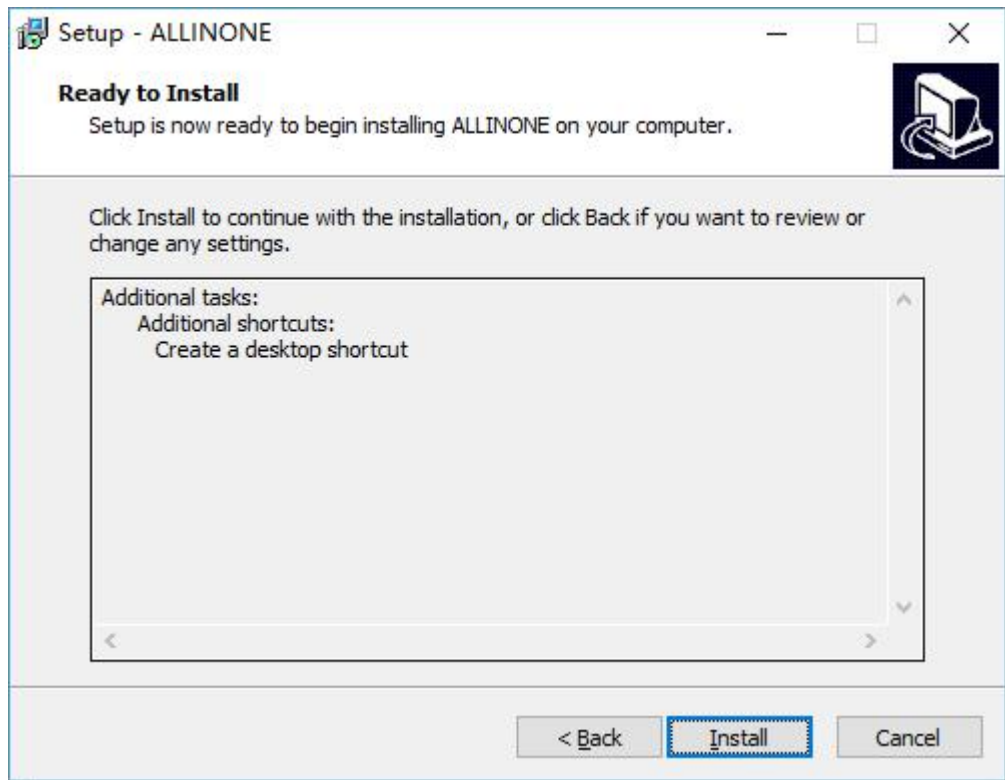 Setup - ALLINONE
Ready to Install
Setup is now ready to begin installing ALLINONE on your computer.
Click Install to continue with the installation, or click Back if you want to review or
change any settings.
Additional tasks:
Additional shortcuts:
Create a desktop shortcut
< Back
Install
Cancel